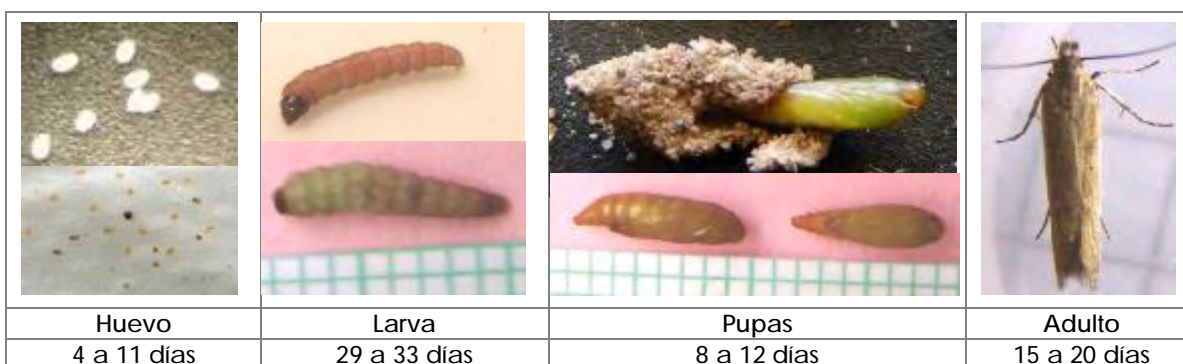 Huevo Larva Pupas Adulto
4 a 11 días 29 a 33 días 8 a 12 días 15 a 20 días